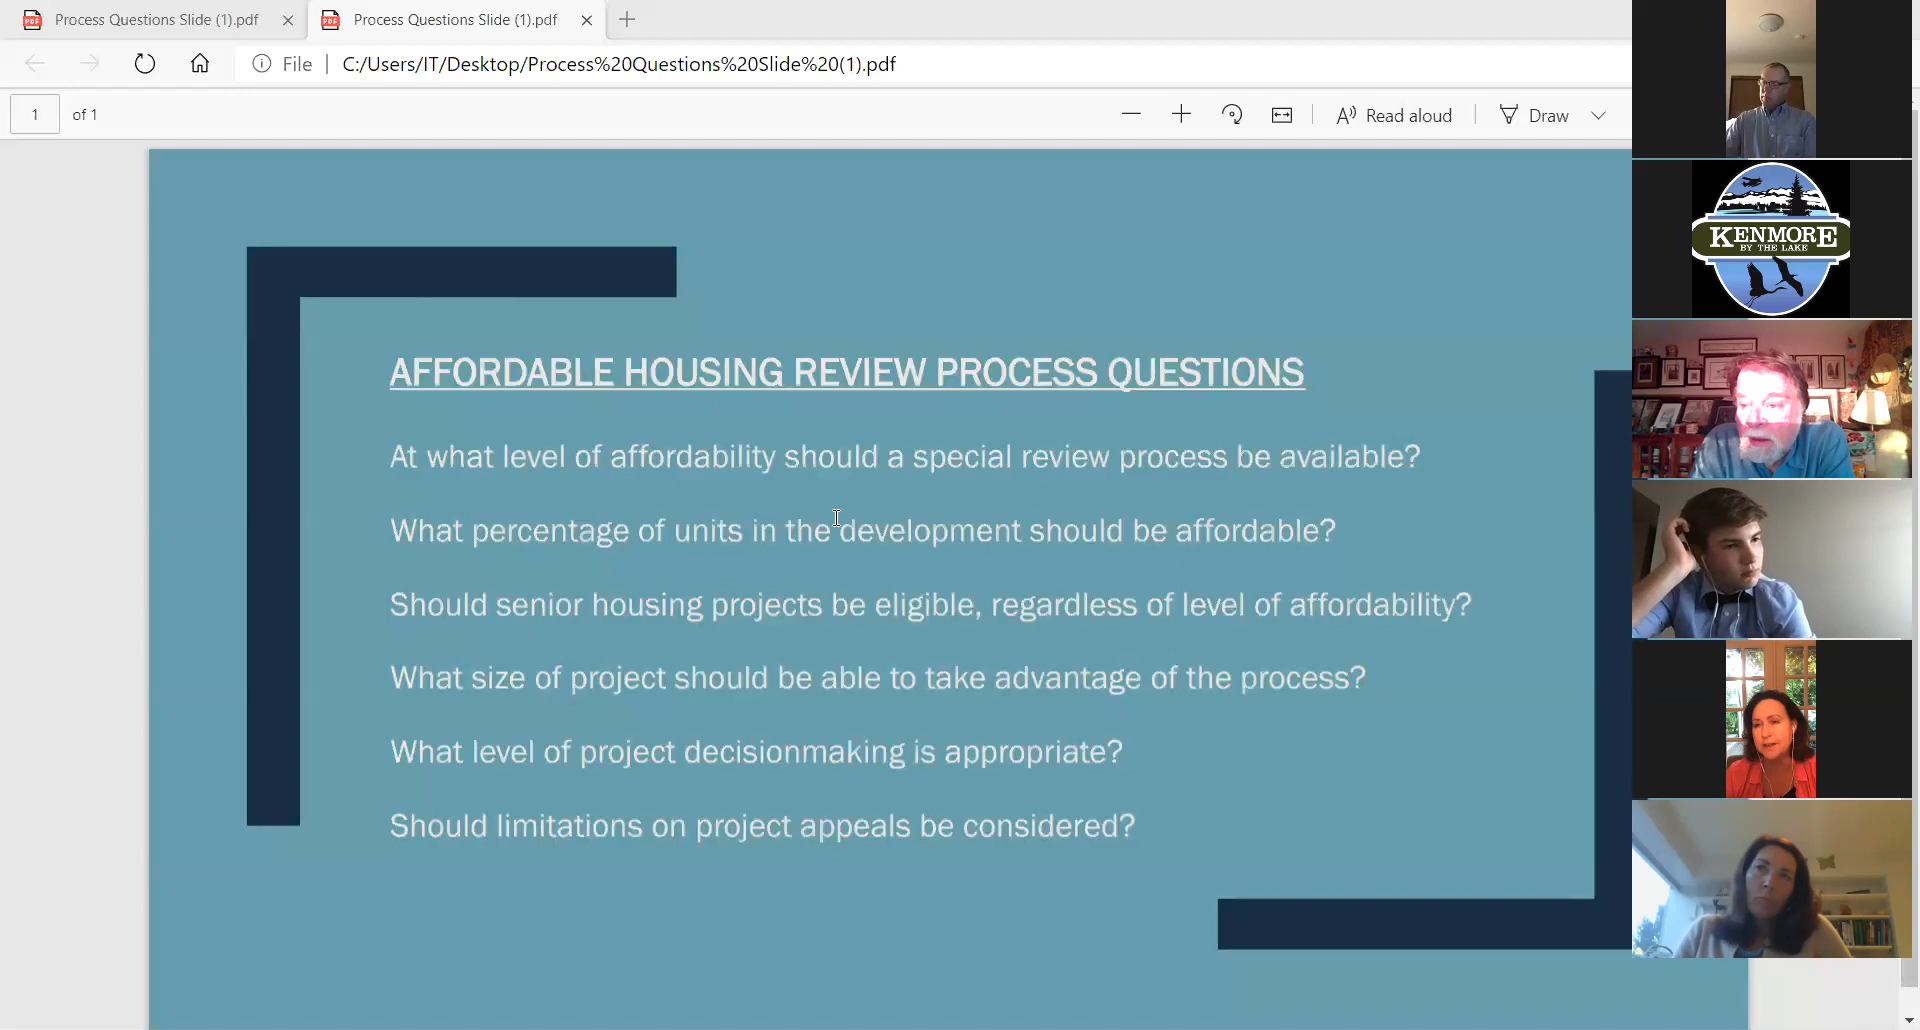 Process Questions Slide (1).pdf
Process Questions Slide (1).pdf
File
C:/Users/IT/Desktop/Process%20Questions%20Slide%20(1).pdf
1 of 1
Read aloud
Draw
AFFORDABLE HOUSING REVIEW PROCESS QUESTIONS
At what level of affordability should a special review process be available?
What percentage of units in the development should be affordable?
Should senior housing projects be eligible, regardless of level of affordability?
What size of project should be able to take advantage of the process?
What level of project decisionmaking is appropriate?
Should limitations on project appeals be considered?
KENMORE
BY THE LAKE